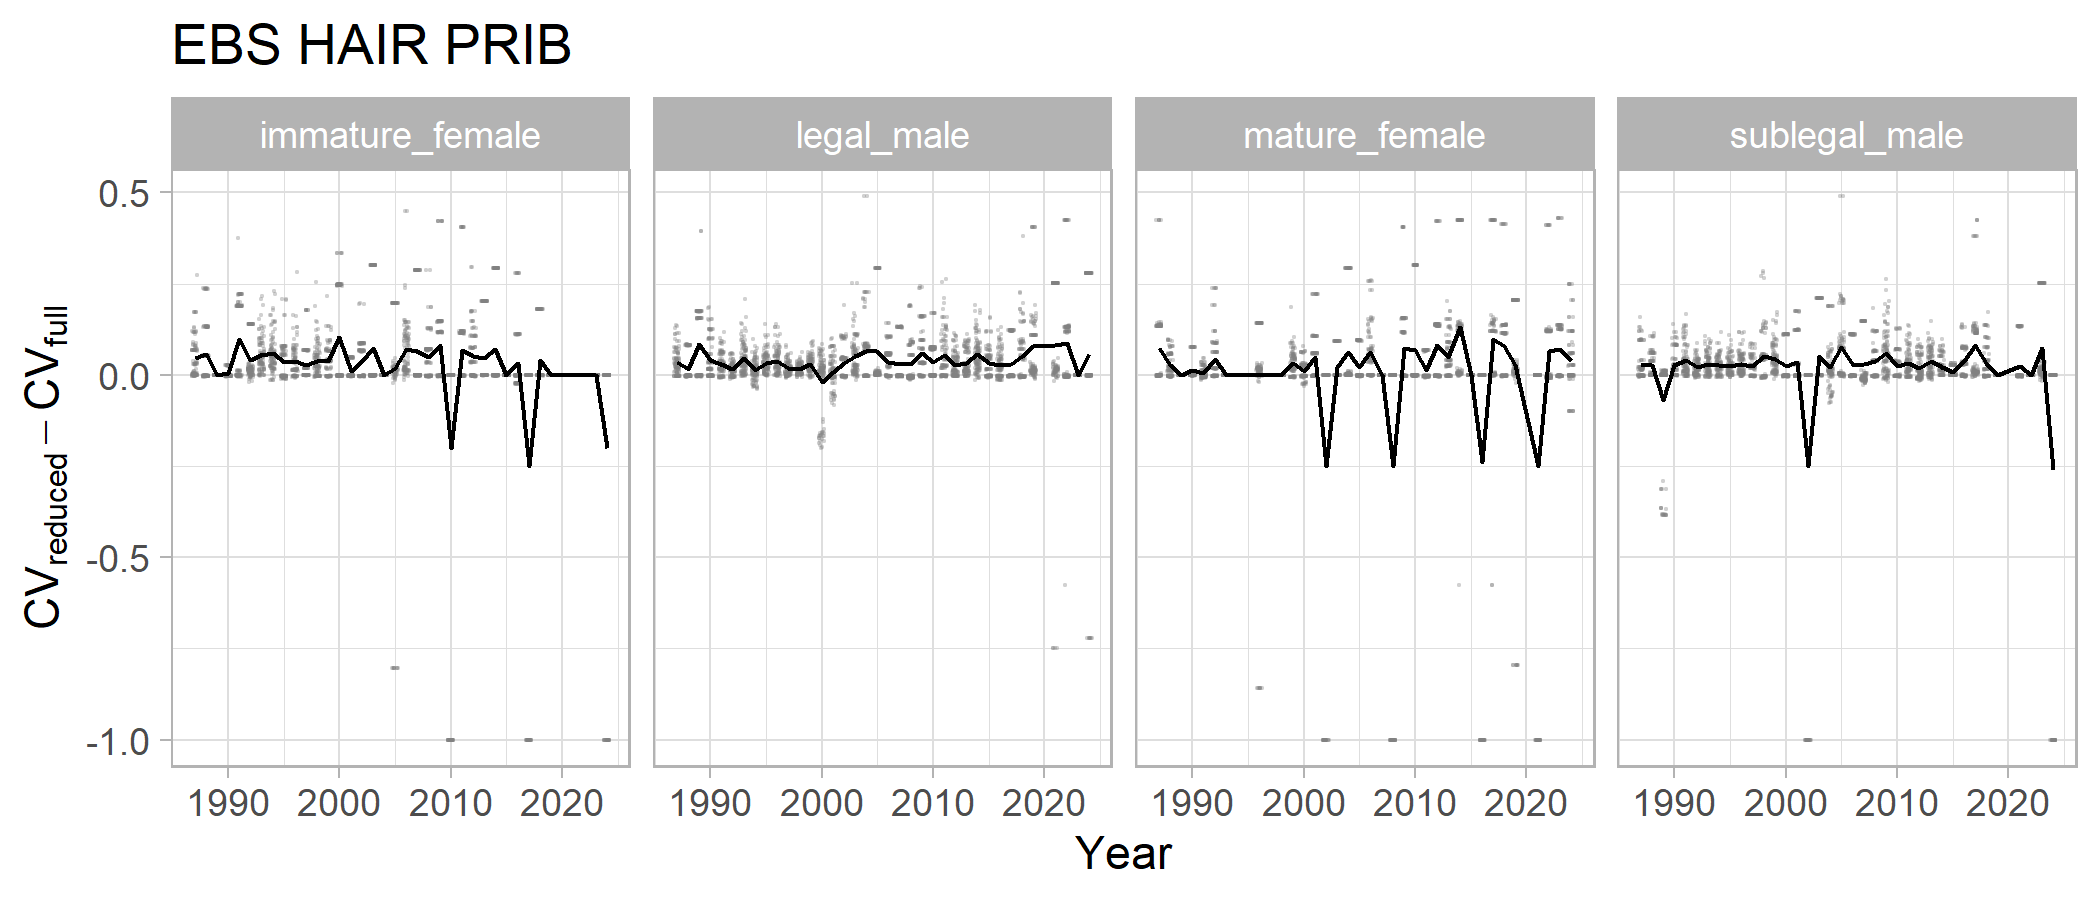 EBS HAIR PRIB
immature_female legal_male mature_female sublegal_male
0.5
0.0
-0.5
-1.0
CVreduced − CVfull
1990 2000 2010 2020 1990 2000 2010 2020 1990 2000 2010 2020 1990 2000 2010 2020
Year